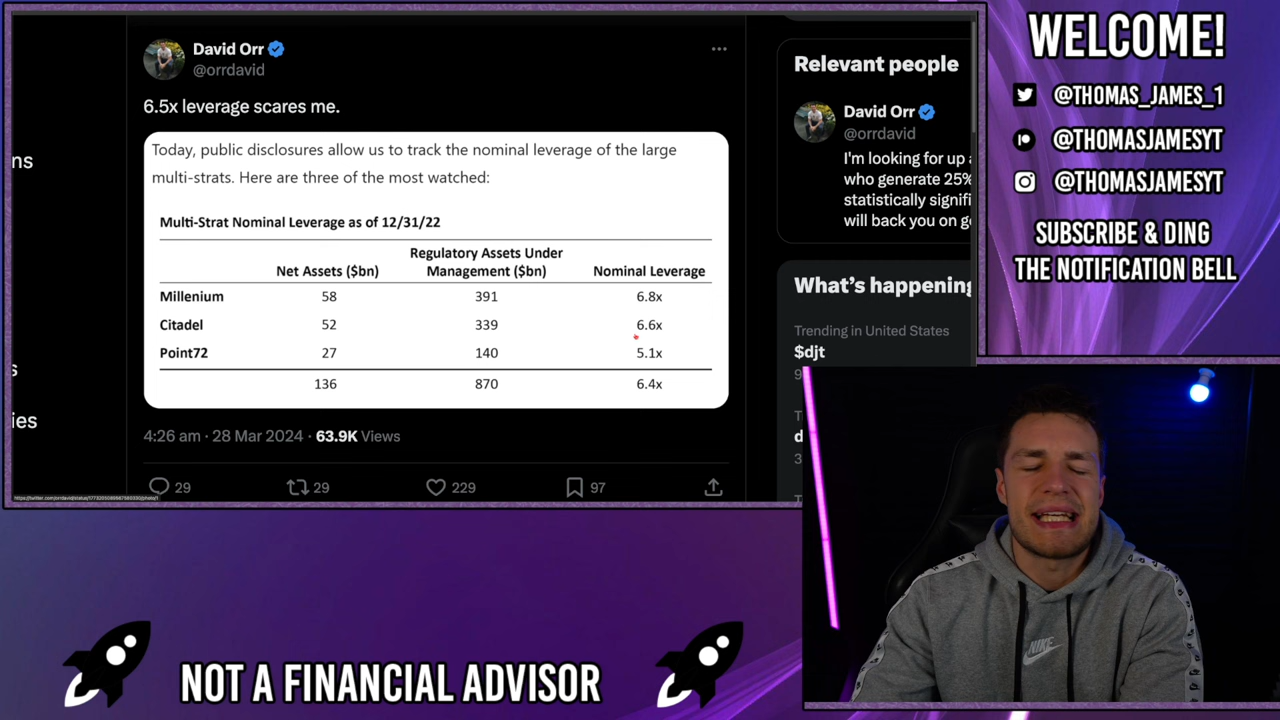 David Orr
@orrdavid
6.5x leverage scares me.
Today, public disclosures allow us to track the nominal leverage of the large
multi-strats. Here are three of the most watched:
Multi-Strat Nominal Leverage as of 12/31/22
Net Assets ($bn) Regulatory Assets Under Management ($bn) Nominal Leverage
Millenium 58 391 6.8x
Citadel 52 339 6.6x
Point72 27 140 5.1x
136 870 6.4x
4:26 am · 28 Mar 2024 · 63.9K Views
29 29 229 97
ns
s
ies
Relevant people
David Orr
@orrdavid
I'm looking for up
who generate 25%
statistically signifi
will back you on g
What's happening
Trending in United States
$djt
WELCOME!
@THOMAS_JAMES_1
@THOMASJAMESYT
@THOMASJAMESYT
SUBSCRIBE & DING
THE NOTIFICATION BELL
NIKE
NOT A FINANCIAL ADVISOR